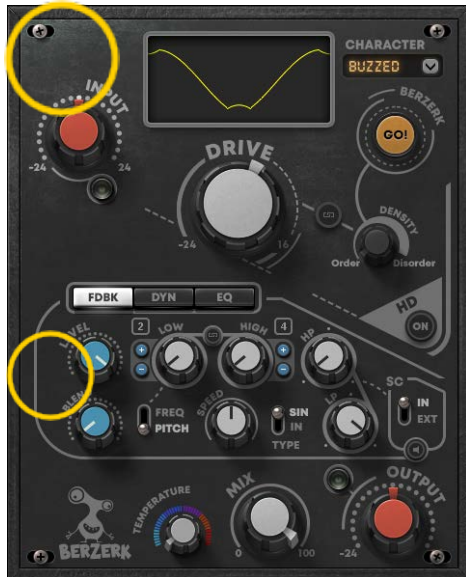 CHARACTER
BUZZED
INPUT
-24 24
BERZERK
GO!
DRIVE
-24 16
DENSITY
Order Disorder
HD
ON
FDBK DYN EQ
LEVEL
2 LOW HIGH 4 HP
+ +
- -
SC
IN
EXT
BLEND
FREQ
PITCH
SPEED
SIN
IN
TYPE
LP
OUTPUT
-24
TEMPERATURE
MIX
0 100
BERZERK